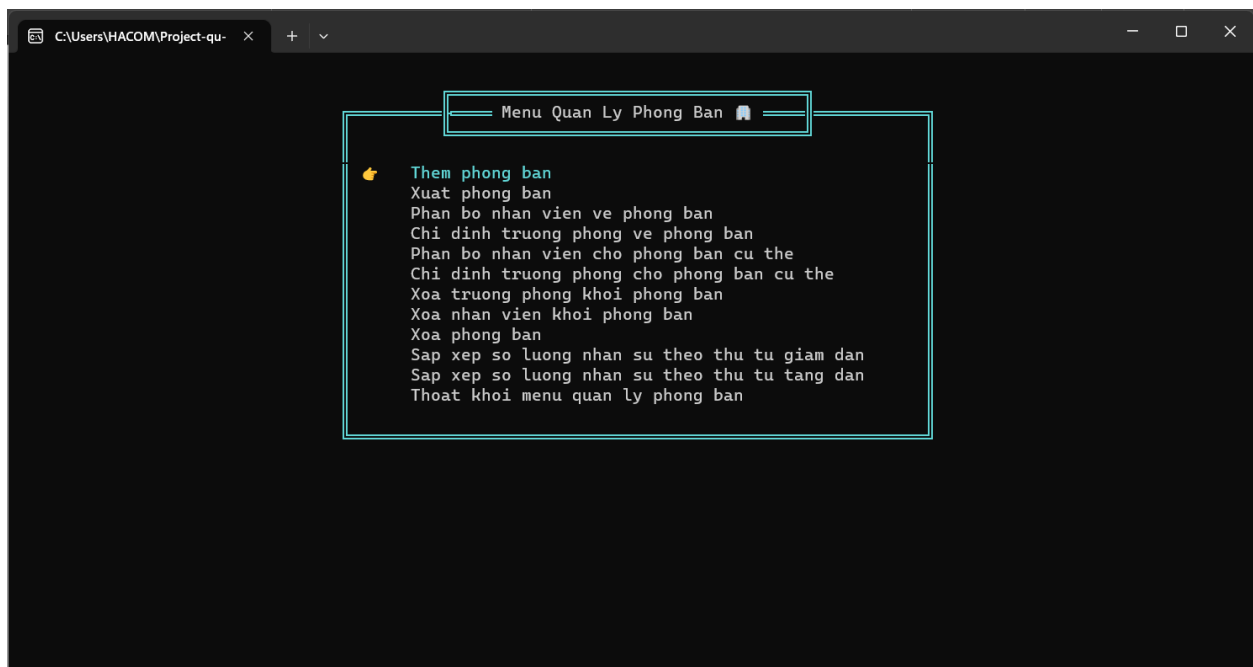 C:\Users\HACOM\Project-qu-
Menu Quan Ly Phong Ban 🏢
👉 Them phong ban
Xuat phong ban
Phan bo nhan vien ve phong ban
Chi dinh truong phong ve phong ban
Phan bo nhan vien cho phong ban cu the
Chi dinh truong phong cho phong ban cu the
Xoa truong phong khoi phong ban
Xoa nhan vien khoi phong ban
Xoa phong ban
Sap xep so luong nhan su theo thu tu giam dan
Sap xep so luong nhan su theo thu tu tang dan
Thoat khoi menu quan ly phong ban